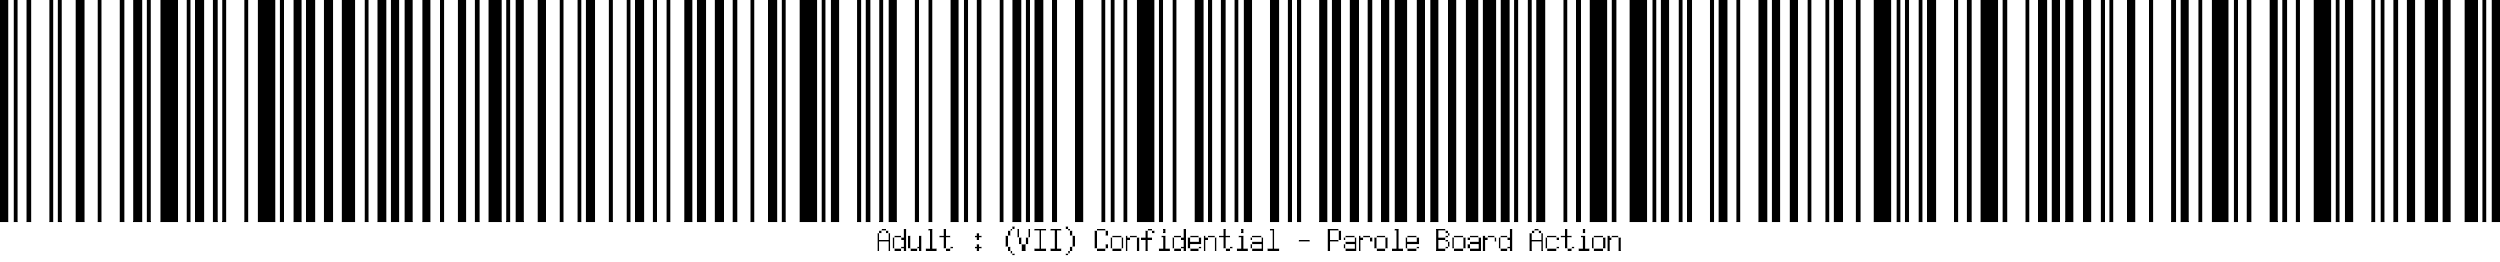 Adult : (VII) Confidential - Parole Board Action